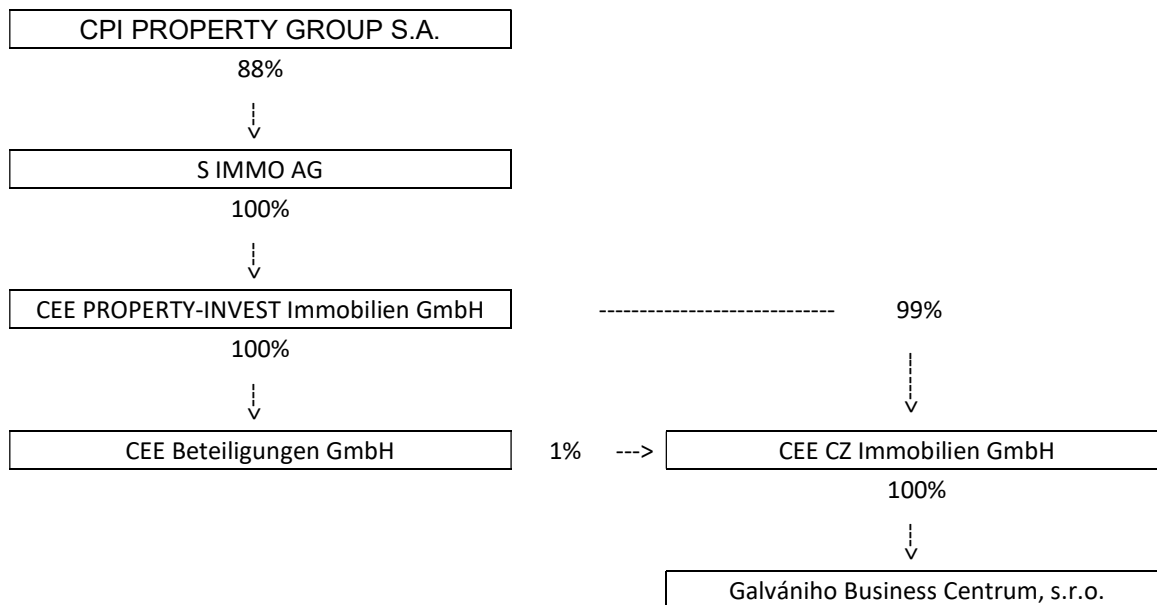 CPI PROPERTY GROUP S.A.
88%
S IMMO AG
100%
CEE PROPERTY-INVEST Immobilien GmbH
99%
100%
CEE Beteiligungen GmbH
1%
CEE CZ Immobilien GmbH
100%
Galvániho Business Centrum, s.r.o.